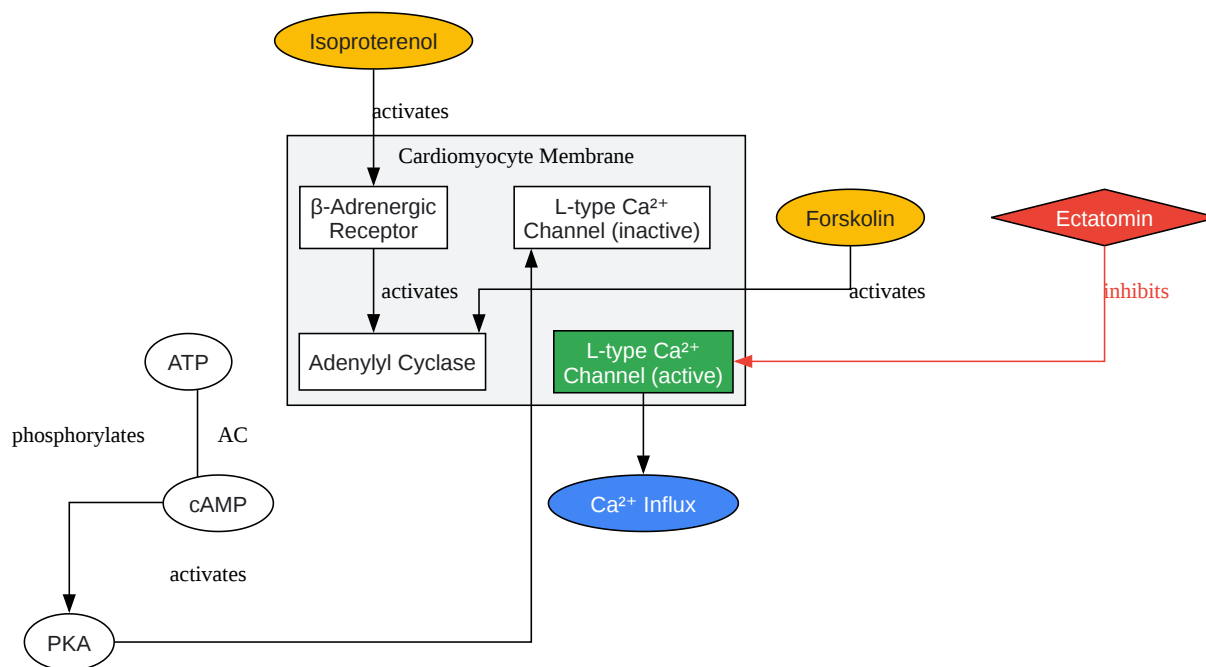 Isoproterenol
activates
Cardiomyocyte Membrane
β-Adrenergic
Receptor
L-type Ca²⁺
Channel (inactive)
Forskolin
Ectatomin
activates
activates
inhibits
Adenylyl Cyclase
L-type Ca²⁺
Channel (active)
ATP
phosphorylates
AC
cAMP
Ca²⁺ Influx
activates
PKA